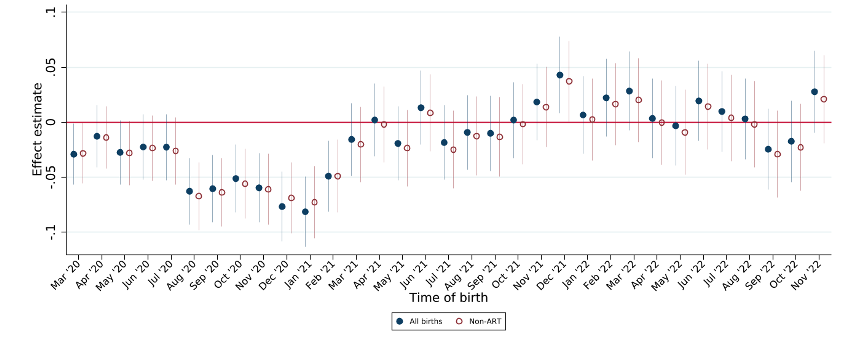 .1
.05
0
-.05
-.1
Effect estimate
Mar '20 Apr '20 May '20 Jun '20 Jul '20 Aug '20 Sep '20 Oct '20 Nov '20 Dec '20 Jan '21 Feb '21 Mar '21 Apr '21 May '21 Jun '21 Jul '21 Aug '21 Sep '21 Oct '21 Nov '21 Dec '21 Jan '22 Feb '22 Mar '22 Apr '22 May '22 Jun '22 Jul '22 Aug '22 Sep '22 Oct '22 Nov '22
Time of birth
All births Non-ART